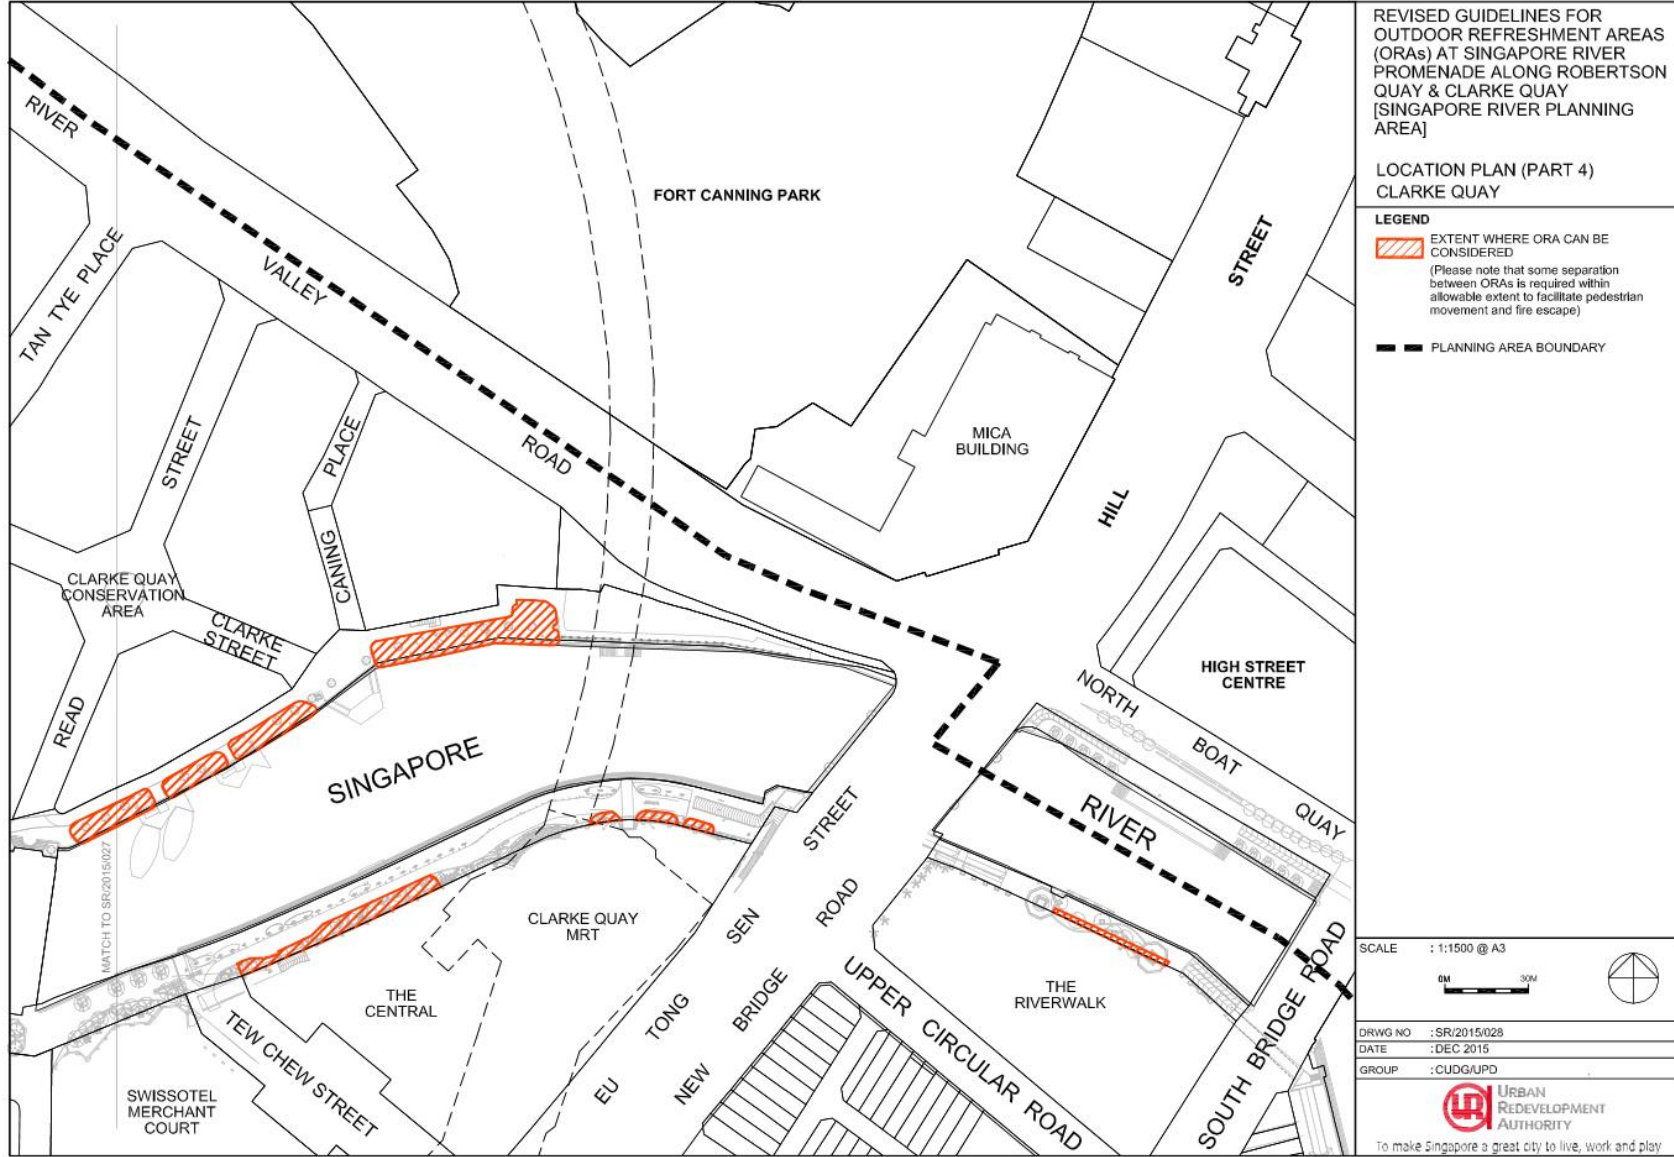 REVISED GUIDELINES FOR
OUTDOOR REFRESHMENT AREAS
(ORAs) AT SINGAPORE RIVER
PROMENADE ALONG ROBERTSON
QUAY & CLARKE QUAY
[SINGAPORE RIVER PLANNING
AREA]
LOCATION PLAN (PART 4)
CLARKE QUAY
LEGEND
EXTENT WHERE ORA CAN BE
CONSIDERED
(Please note that some separation
between ORAs is required within
allowable extent to facilitate pedestrian
movement and fire escape)
PLANNING AREA BOUNDARY
RIVER
VALLEY
ROAD
FORT CANNING PARK
TAN TYE PLACE
STREET
CANING
PLACE
MICA
BUILDING
HILL
STREET
CLARKE QUAY
CONSERVATION
AREA
CLARKE
STREET
READ
HIGH STREET
CENTRE
NORTH
BOAT
QUAY
SINGAPORE
RIVER
MATCH TO SR/2015/027
CLARKE QUAY
MRT
THE
CENTRAL
TEW CHEW STREET
SWISSOTEL
MERCHANT
COURT
EU
TONG
SEN
STREET
NEW
BRIDGE
ROAD
THE
RIVERWALK
UPPER CIRCULAR ROAD
SOUTH BRIDGE ROAD
SCALE : 1:1500 @ A3
0M 30M
DRWG NO : SR/2015/028
DATE : DEC 2015
GROUP : CUDG/UPD
URA
URBAN
REDEVELOPMENT
AUTHORITY
To make Singapore a great city to live, work and play